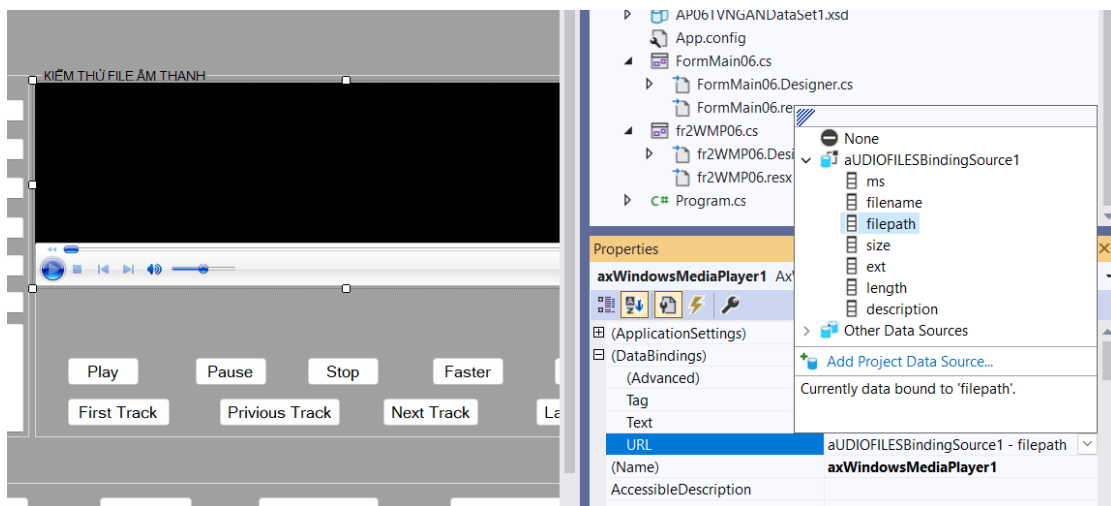 KIỂM THỬ FILE ÂM THANH
Play
Pause
Stop
Faster
First Track
Privious Track
Next Track
La
AP06TVNGANDataSet1.xsd
App.config
FormMain06.cs
FormMain06.Designer.cs
FormMain06.re
fr2WMP06.cs
fr2WMP06.Desi
fr2WMP06.resx
C# Program.cs
None
aUDIOFILESBindingSource1
ms
filename
filepath
size
ext
length
description
Other Data Sources
Add Project Data Source...
Currently data bound to 'filepath'.
Properties
axWindowsMediaPlayer1 Ax
(ApplicationSettings)
(DataBindings)
(Advanced)
Tag
Text
URL aUDIOFILESBindingSource1 - filepath
(Name) axWindowsMediaPlayer1
AccessibleDescription